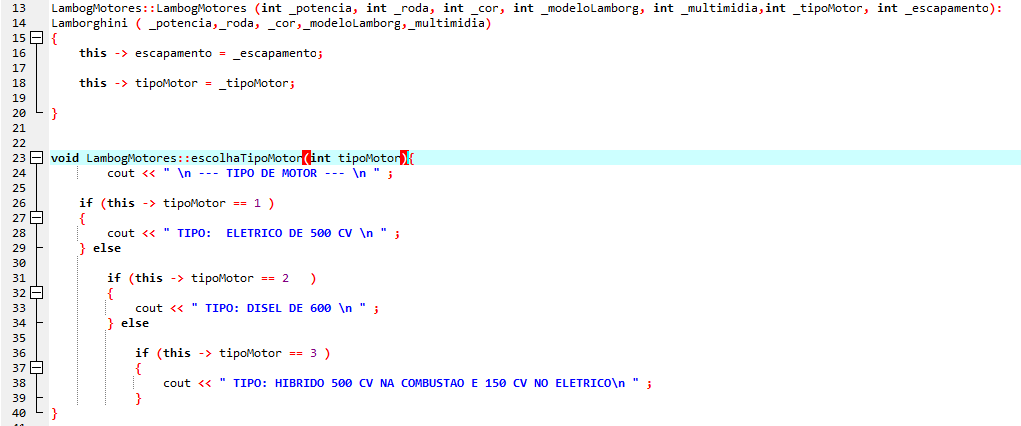 13 LambogMotores::LambogMotores (int _potencia, int _roda, int _cor, int _modeloLamborg, int _multimidia,int _tipoMotor, int _escapamento):
14 Lamborghini ( _potencia,_roda, _cor,_modeloLamborg,_multimidia)
15 {
16 this -> escapamento = _escapamento;
17
18 this -> tipoMotor = _tipoMotor;
19
20 }
21
22
23 void LambogMotores::escolhaTipoMotor(int tipoMotor){
24 cout << " \n --- TIPO DE MOTOR --- \n " ;
25
26 if (this -> tipoMotor == 1 )
27 {
28 cout << " TIPO:  ELETRICO DE 500 CV \n " ;
29 } else
30
31 if (this -> tipoMotor == 2   )
32 {
33 cout << " TIPO: DISEL DE 600 \n " ;
34 } else
35
36 if (this -> tipoMotor == 3 )
37 {
38 cout << " TIPO: HIBRIDO 500 CV NA COMBUSTAO E 150 CV NO ELETRICO\n " ;
39 }
40 }